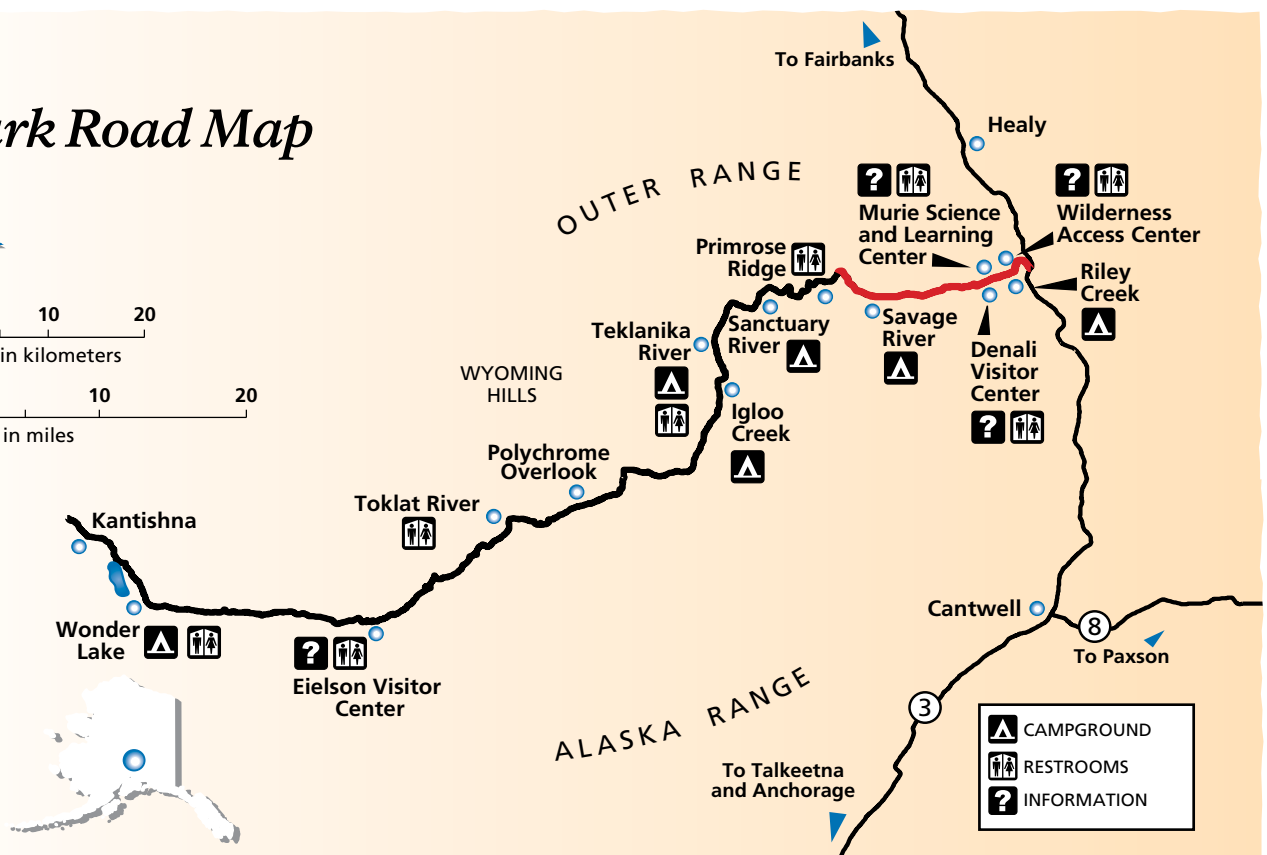 To Fairbanks
Park Road Map
Healy
OUTER RANGE
Murie Science
and Learning
Center
Wilderness
Access Center
Primrose
Ridge
Riley
Creek
10 20
in kilometers
Teklanika
River
Sanctuary
River
Savage
River
Denali
Visitor
Center
WYOMING
HILLS
10 20
in miles
Igloo
Creek
Polychrome
Overlook
Toklat River
Kantishna
Cantwell
8
To Paxson
Wonder
Lake
Eielson Visitor
Center
3
ALASKA RANGE
To Talkeetna
and Anchorage
CAMPGROUND
RESTROOMS
? INFORMATION